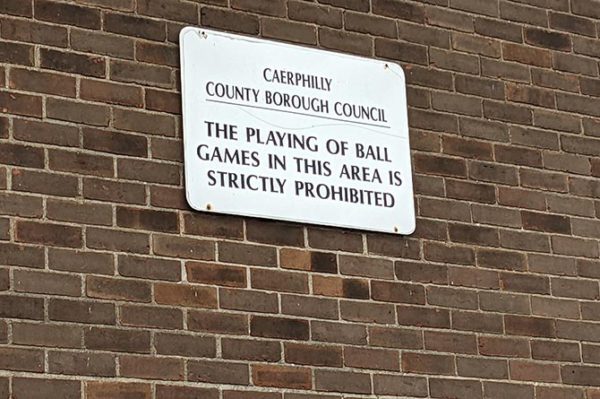 CAERPHILLY
COUNTY BOROUGH COUNCIL
THE PLAYING OF BALL
GAMES IN THIS AREA IS
STRICTLY PROHIBITED